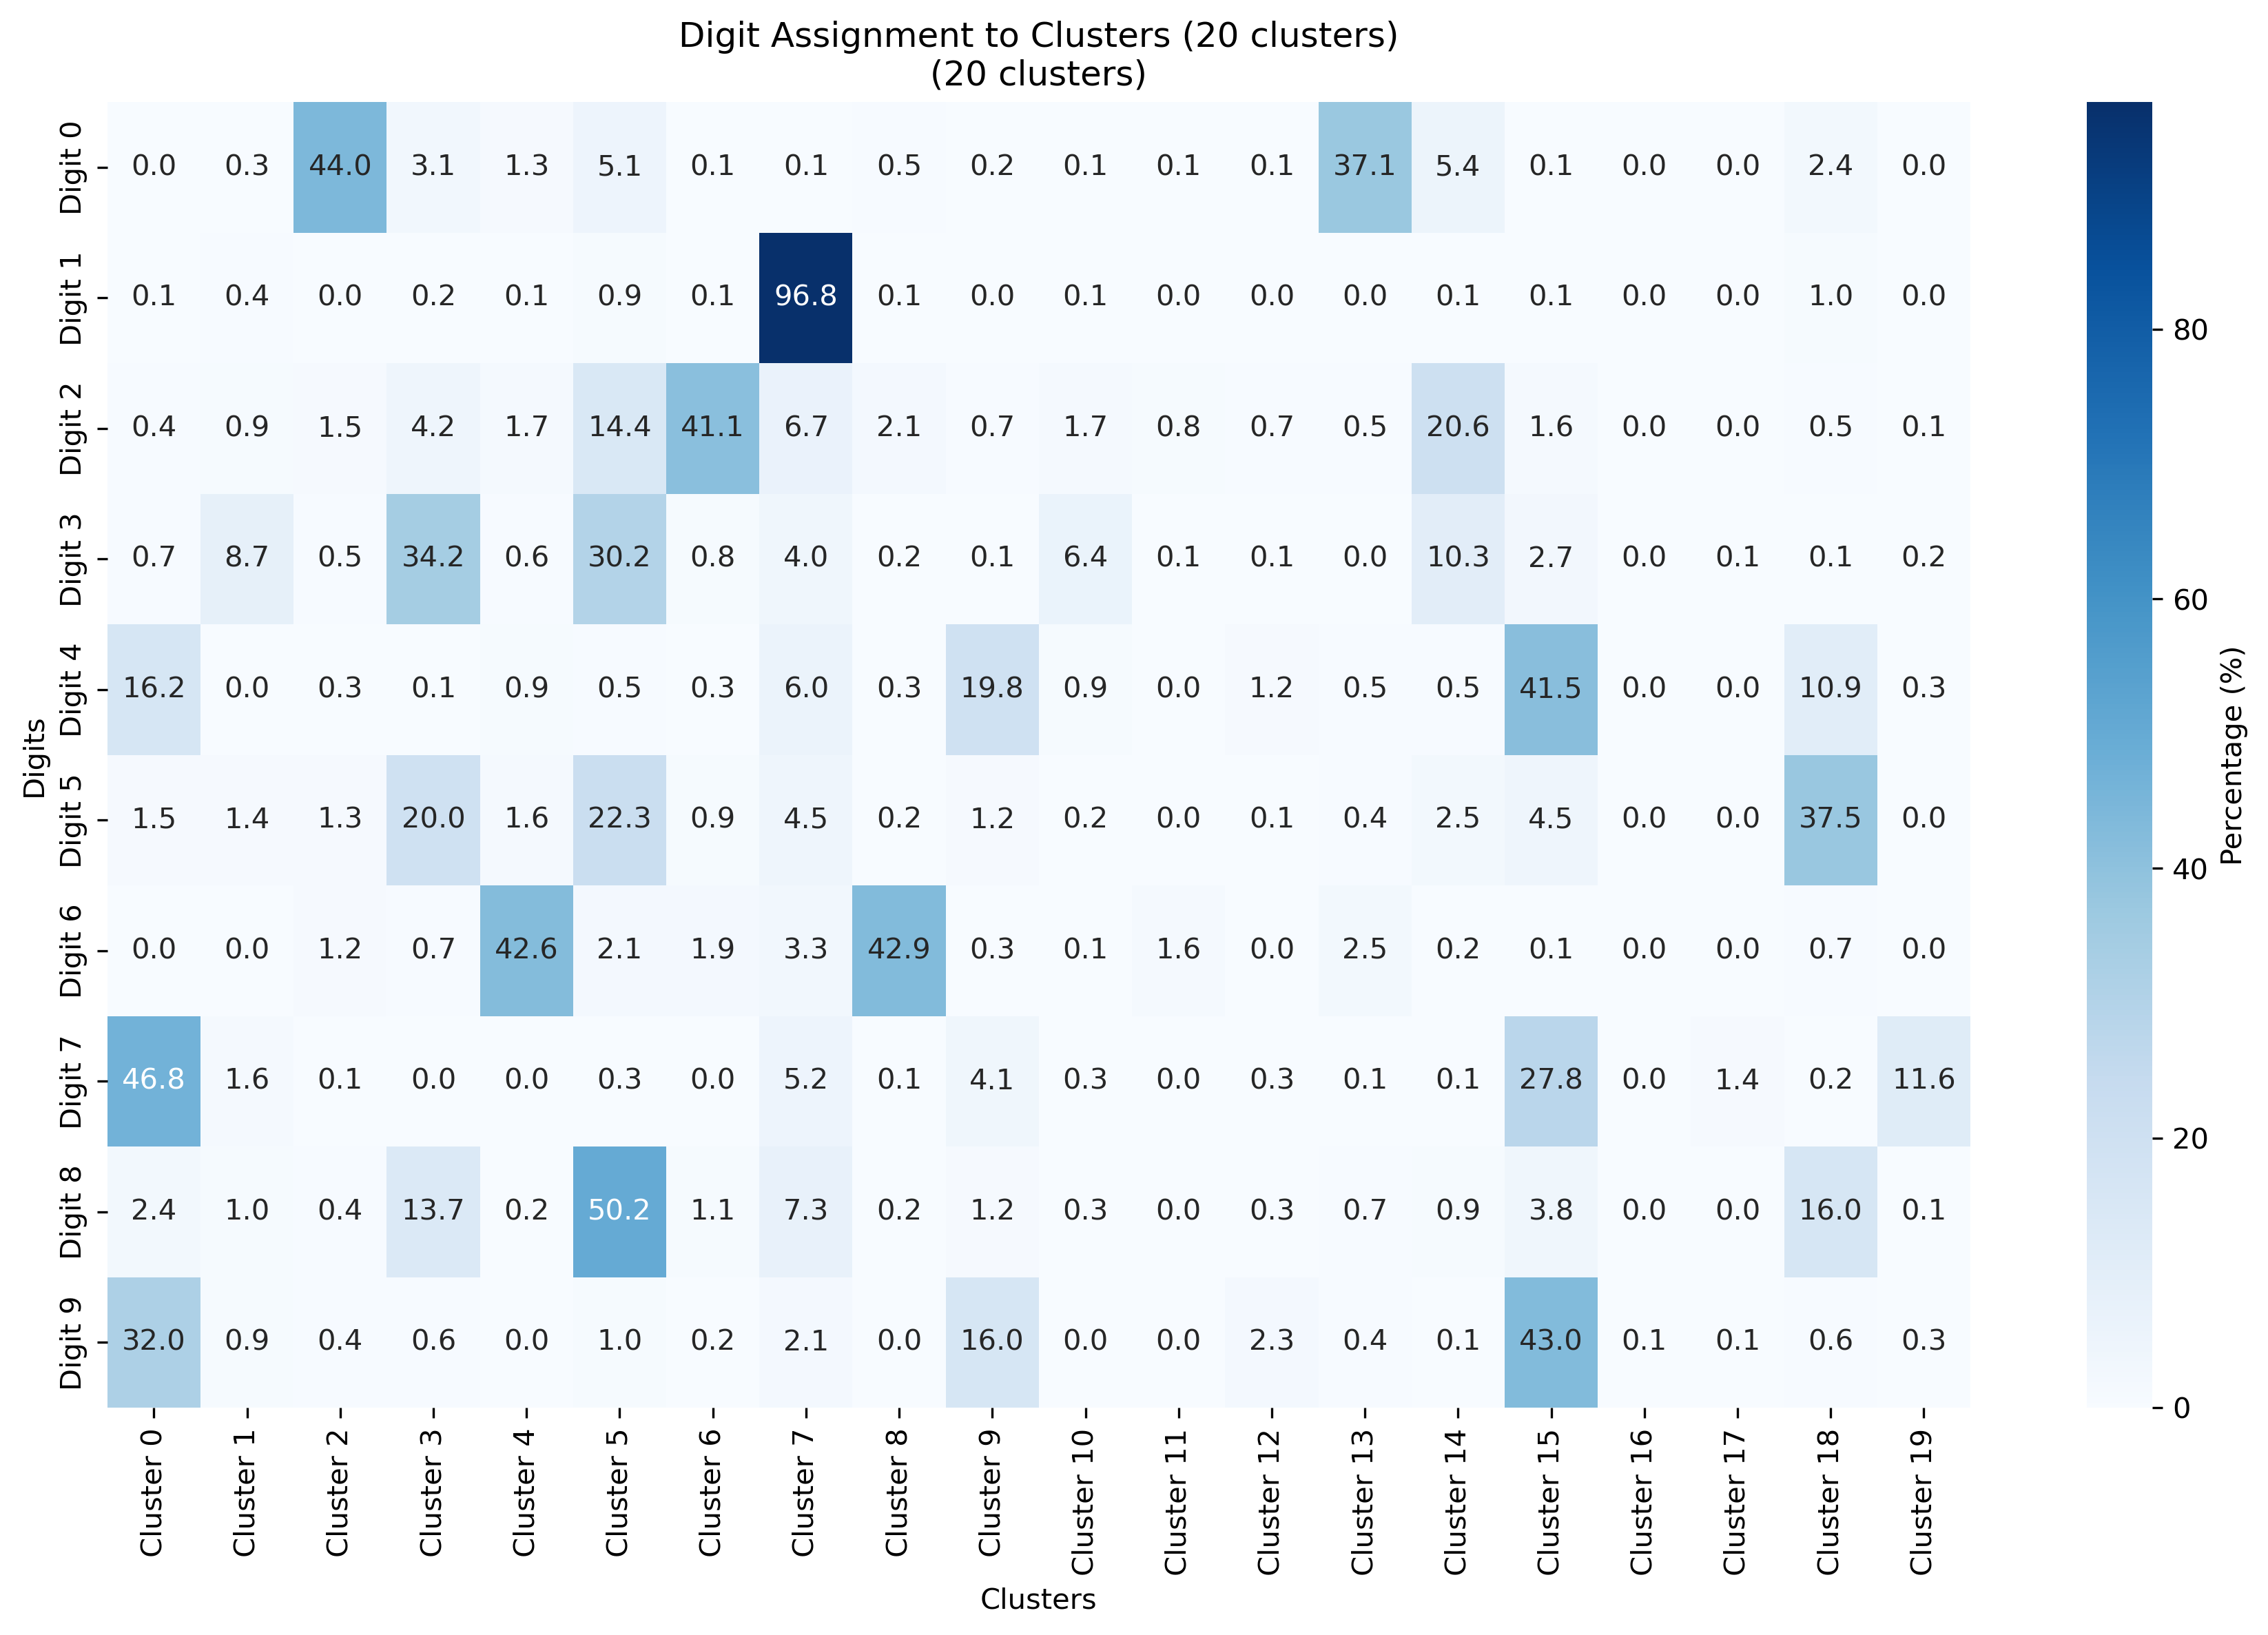 Digit Assignment to Clusters (20 clusters)
(20 clusters)
Digits
Digit 0 0.0 0.3 44.0 3.1 1.3 5.1 0.1 0.1 0.5 0.2 0.1 0.1 0.1 37.1 5.4 0.1 0.0 0.0 2.4 0.0
Digit 1 0.1 0.4 0.0 0.2 0.1 0.9 0.1 96.8 0.1 0.0 0.1 0.0 0.0 0.0 0.1 0.1 0.0 0.0 1.0 0.0
Digit 2 0.4 0.9 1.5 4.2 1.7 14.4 41.1 6.7 2.1 0.7 1.7 0.8 0.7 0.5 20.6 1.6 0.0 0.0 0.5 0.1
Digit 3 0.7 8.7 0.5 34.2 0.6 30.2 0.8 4.0 0.2 0.1 6.4 0.1 0.1 0.0 10.3 2.7 0.0 0.1 0.1 0.2
Digit 4 16.2 0.0 0.3 0.1 0.9 0.5 0.3 6.0 0.3 19.8 0.9 0.0 1.2 0.5 0.5 41.5 0.0 0.0 10.9 0.3
Digit 5 1.5 1.4 1.3 20.0 1.6 22.3 0.9 4.5 0.2 1.2 0.2 0.0 0.1 0.4 2.5 4.5 0.0 0.0 37.5 0.0
Digit 6 0.0 0.0 1.2 0.7 42.6 2.1 1.9 3.3 42.9 0.3 0.1 1.6 0.0 2.5 0.2 0.1 0.0 0.0 0.7 0.0
Digit 7 46.8 1.6 0.1 0.0 0.0 0.3 0.0 5.2 0.1 4.1 0.3 0.0 0.3 0.1 0.1 27.8 0.0 1.4 0.2 11.6
Digit 8 2.4 1.0 0.4 13.7 0.2 50.2 1.1 7.3 0.2 1.2 0.3 0.0 0.3 0.7 0.9 3.8 0.0 0.0 16.0 0.1
Digit 9 32.0 0.9 0.4 0.6 0.0 1.0 0.2 2.1 0.0 16.0 0.0 0.0 2.3 0.4 0.1 43.0 0.1 0.1 0.6 0.3
Cluster 0
Cluster 1
Cluster 2
Cluster 3
Cluster 4
Cluster 5
Cluster 6
Cluster 7
Cluster 8
Cluster 9
Cluster 10
Cluster 11
Cluster 12
Cluster 13
Cluster 14
Cluster 15
Cluster 16
Cluster 17
Cluster 18
Cluster 19
Clusters
80
60
40
20
0
Percentage (%)